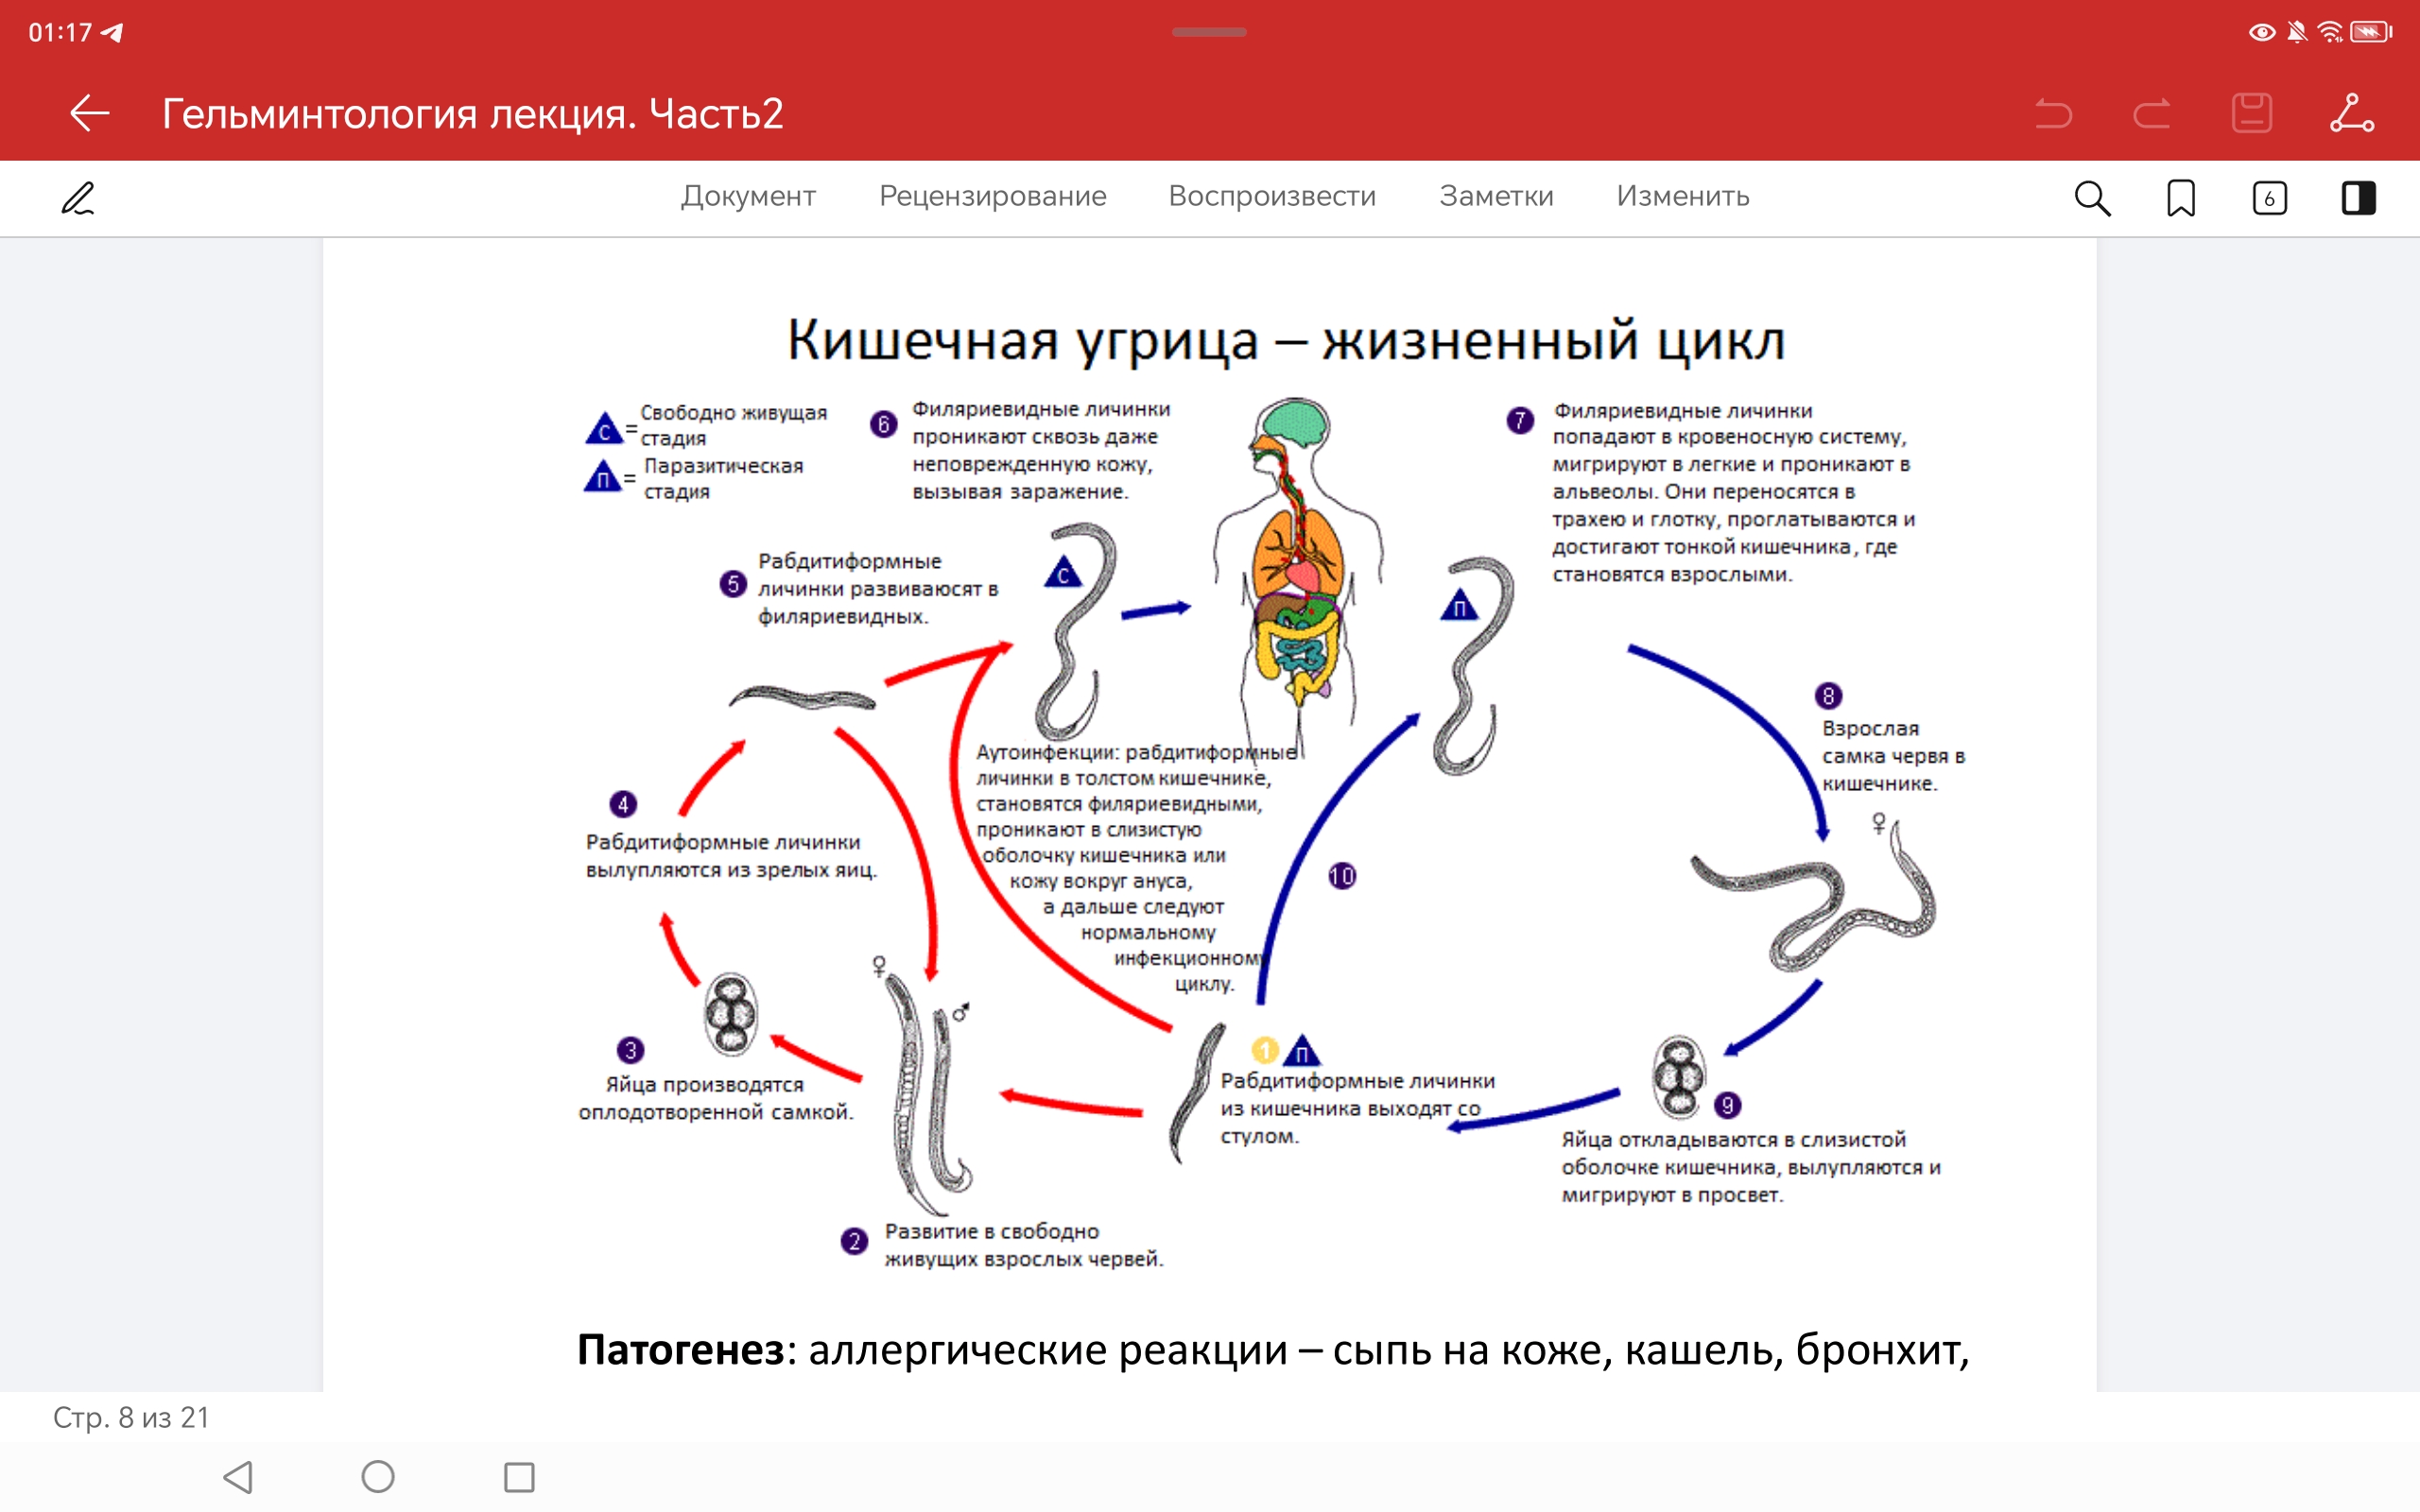 01:17
Гельминтология лекция. Часть2
Документ Рецензирование Воспроизвести Заметки Изменить
6
Кишечная угрица – жизненный цикл
С = Свободно живущая
стадия
П = Паразитическая
стадия
6 Филяриевидные личинки
проникают сквозь даже
неповрежденную кожу,
вызывая заражение.
7 Филяриевидные личинки
попадают в кровеносную систему,
мигрируют в легкие и проникают в
альвеолы. Они переносятся в
трахею и глотку, проглатываются и
достигают тонкой кишечника, где
становятся взрослыми.
5 Рабдитиформные
личинки развиваюсят в
филяриевидных.
С
П
8
Взрослая
самка червя в
кишечнике.
♀
Аутоинфекции: рабдитиформные
личинки в толстом кишечнике,
становятся филяриевидными,
проникают в слизистую
оболочку кишечника или
кожу вокруг ануса,
а дальше следуют
нормальному
инфекционному
циклу.
10
4
Рабдитиформные личинки
вылупляются из зрелых яиц.
♀
♂
3
Яйца производятся
оплодотворенной самкой.
1 П
Рабдитиформные личинки
из кишечника выходят со
стулом.
9
Яйца откладываются в слизистой
оболочке кишечника, вылупляются и
мигрируют в просвет.
2 Развитие в свободно
живущих взрослых червей.
Патогенез: аллергические реакции – сыпь на коже, кашель, бронхит,
Стр. 8 из 21